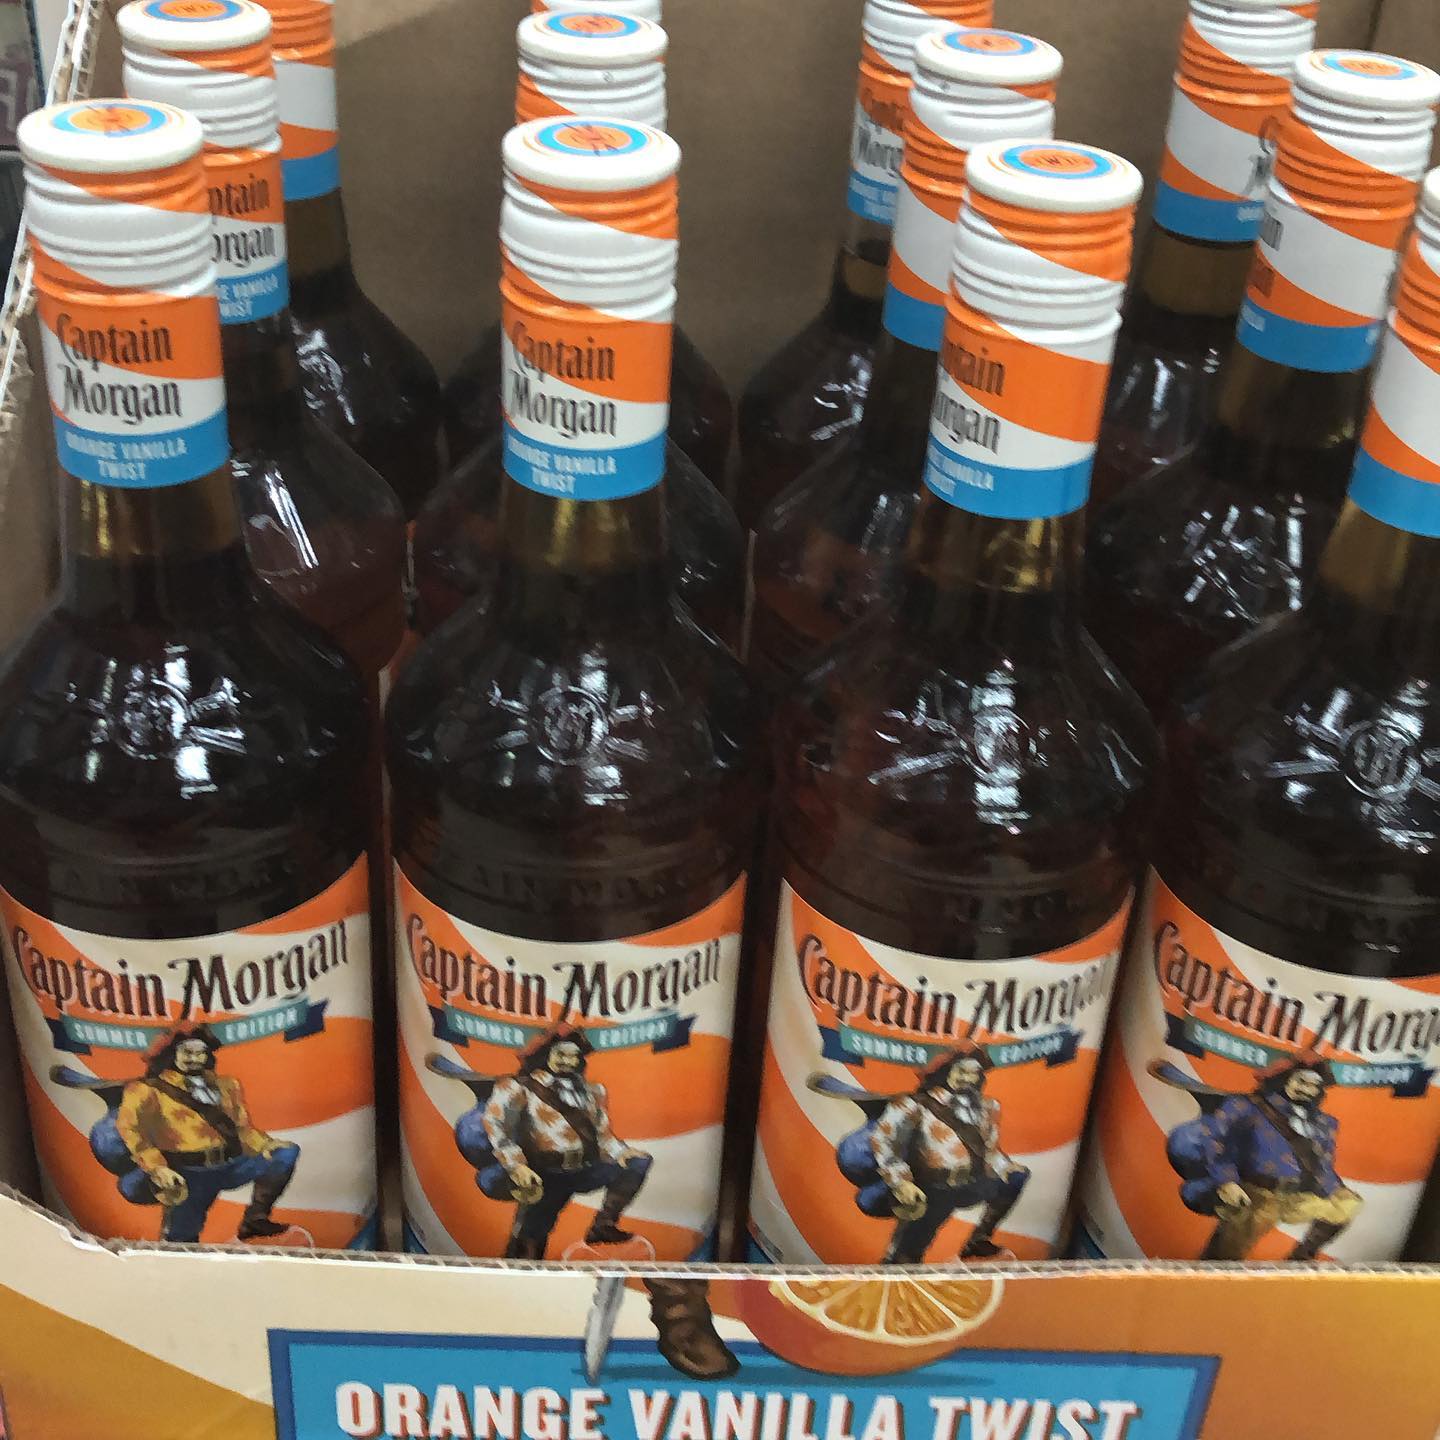 Captain
Morgan
ORANGE VANILLA
TWIST
Captain
Morgan
ORANGE VANILLA
TWIST
Captain Morgan
SUMMER EDITION
Captain Morgan
SUMMER EDITION
Captain Morgan
SUMMER EDITION
Captain Morg
SUMMER EDITION
ORANGE VANILLA TWIST